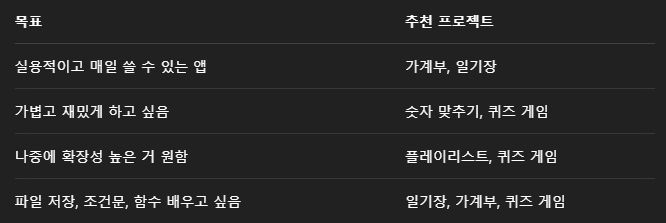 목표 추천 프로젝트
실용적이고 매일 쓸 수 있는 앱 가계부, 일기장
가볍고 재밌게 하고 싶음 숫자 맞추기, 퀴즈 게임
나중에 확장성 높은 거 원함 플레이리스트, 퀴즈 게임
파일 저장, 조건문, 함수 배우고 싶음 일기장, 가계부, 퀴즈 게임